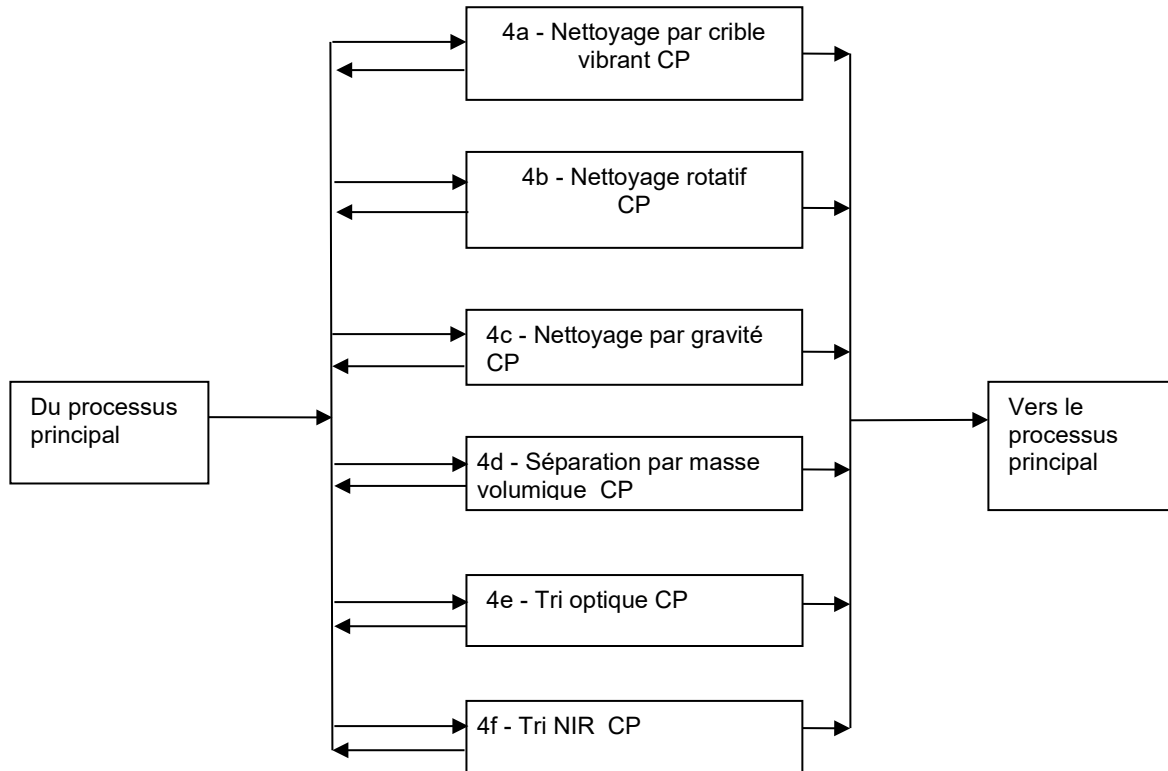 4a - Nettoyage par crible
vibrant CP
4b - Nettoyage rotatif
CP
4c - Nettoyage par gravité
CP
Du processus
principal
4d - Séparation par masse
volumique CP
Vers le
processus
principal
4e - Tri optique CP
4f - Tri NIR CP